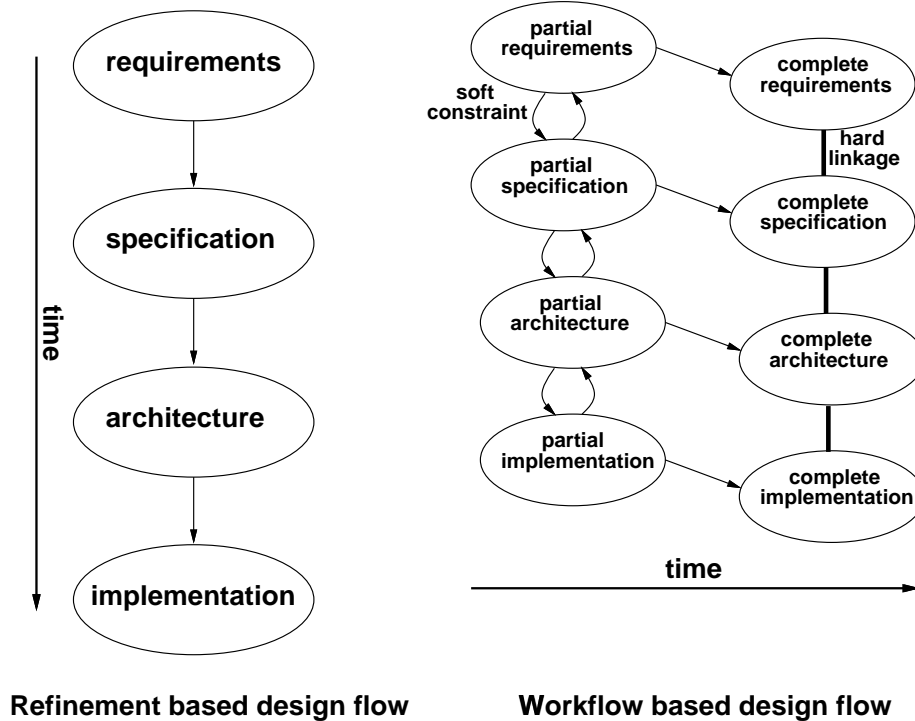 requirements
specification
time
architecture
implementation
Refinement based design flow
partial
requirements
complete
requirements
soft
constraint
hard
linkage
partial
specification
complete
specification
partial
architecture
complete
architecture
partial
implementation
complete
implementation
time
Workflow based design flow